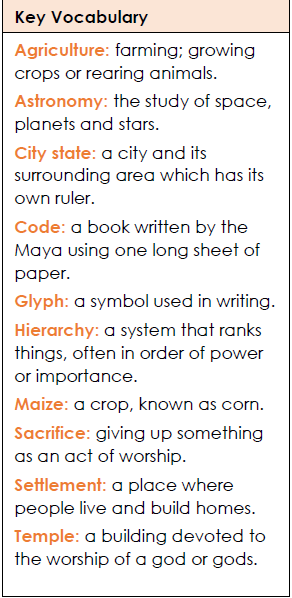 Key Vocabulary
Agriculture: farming; growing
crops or rearing animals.
Astronomy: the study of space,
planets and stars.
City state: a city and its
surrounding area which has its
own ruler.
Code: a book written by the
Maya using one long sheet of
paper.
Glyph: a symbol used in writing.
Hierarchy: a system that ranks
things, often in order of power
or importance.
Maize: a crop, known as corn.
Sacrifice: giving up something
as an act of worship.
Settlement: a place where
people live and build homes.
Temple: a building devoted to
the worship of a god or gods.